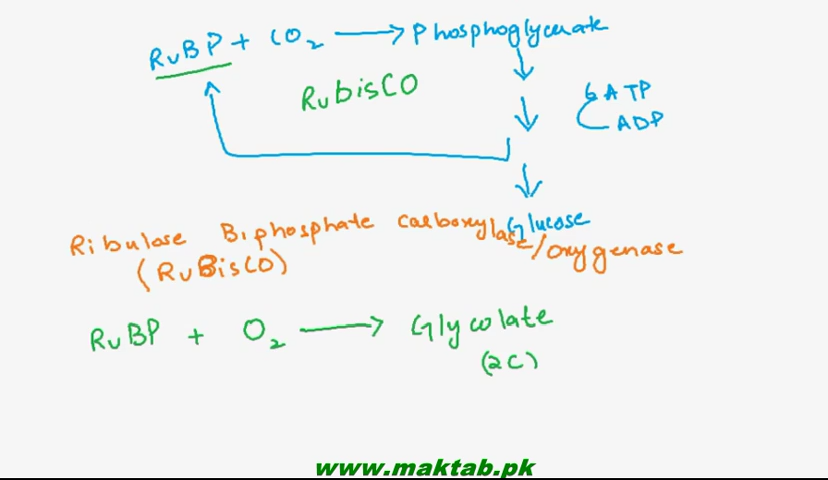 RuBP + CO2 → Phosphoglycerate
RubisCO
6 ATP
ADP
Glucose
Ribulose Biphosphate carboxylase/oxygenase
(RuBisCO)
RuBP + O2 → Glycolate
(2C)
www.maktab.pk